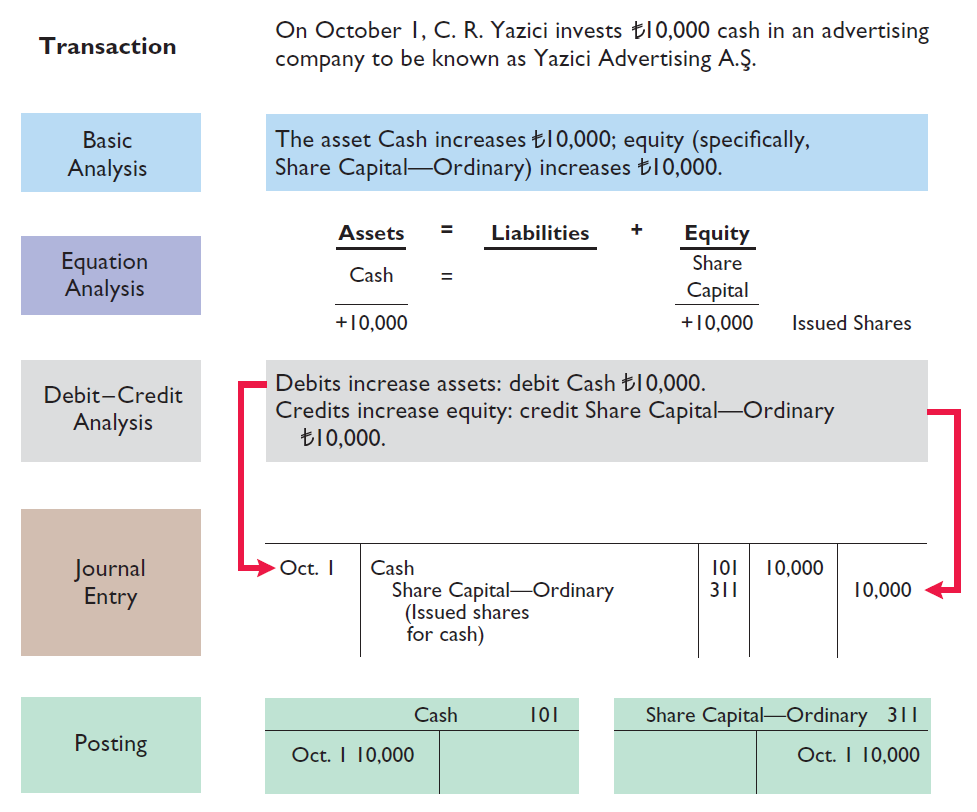 Transaction
On October 1, C. R. Yazici invests ₺10,000 cash in an advertising
company to be known as Yazici Advertising A.Ş.
Basic
Analysis
The asset Cash increases ₺10,000; equity (specifically,
Share Capital—Ordinary) increases ₺10,000.
Equation
Analysis
Assets = Liabilities + Equity
Cash = Share
Capital
+10,000 +10,000 Issued Shares
Debit–Credit
Analysis
Debits increase assets: debit Cash ₺10,000.
Credits increase equity: credit Share Capital—Ordinary
₺10,000.
Journal
Entry
Oct. 1 Cash 101 10,000
Share Capital—Ordinary 311 10,000
(Issued shares
for cash)
Posting
Cash 101
Oct. 1 10,000
Share Capital—Ordinary 311
Oct. 1 10,000